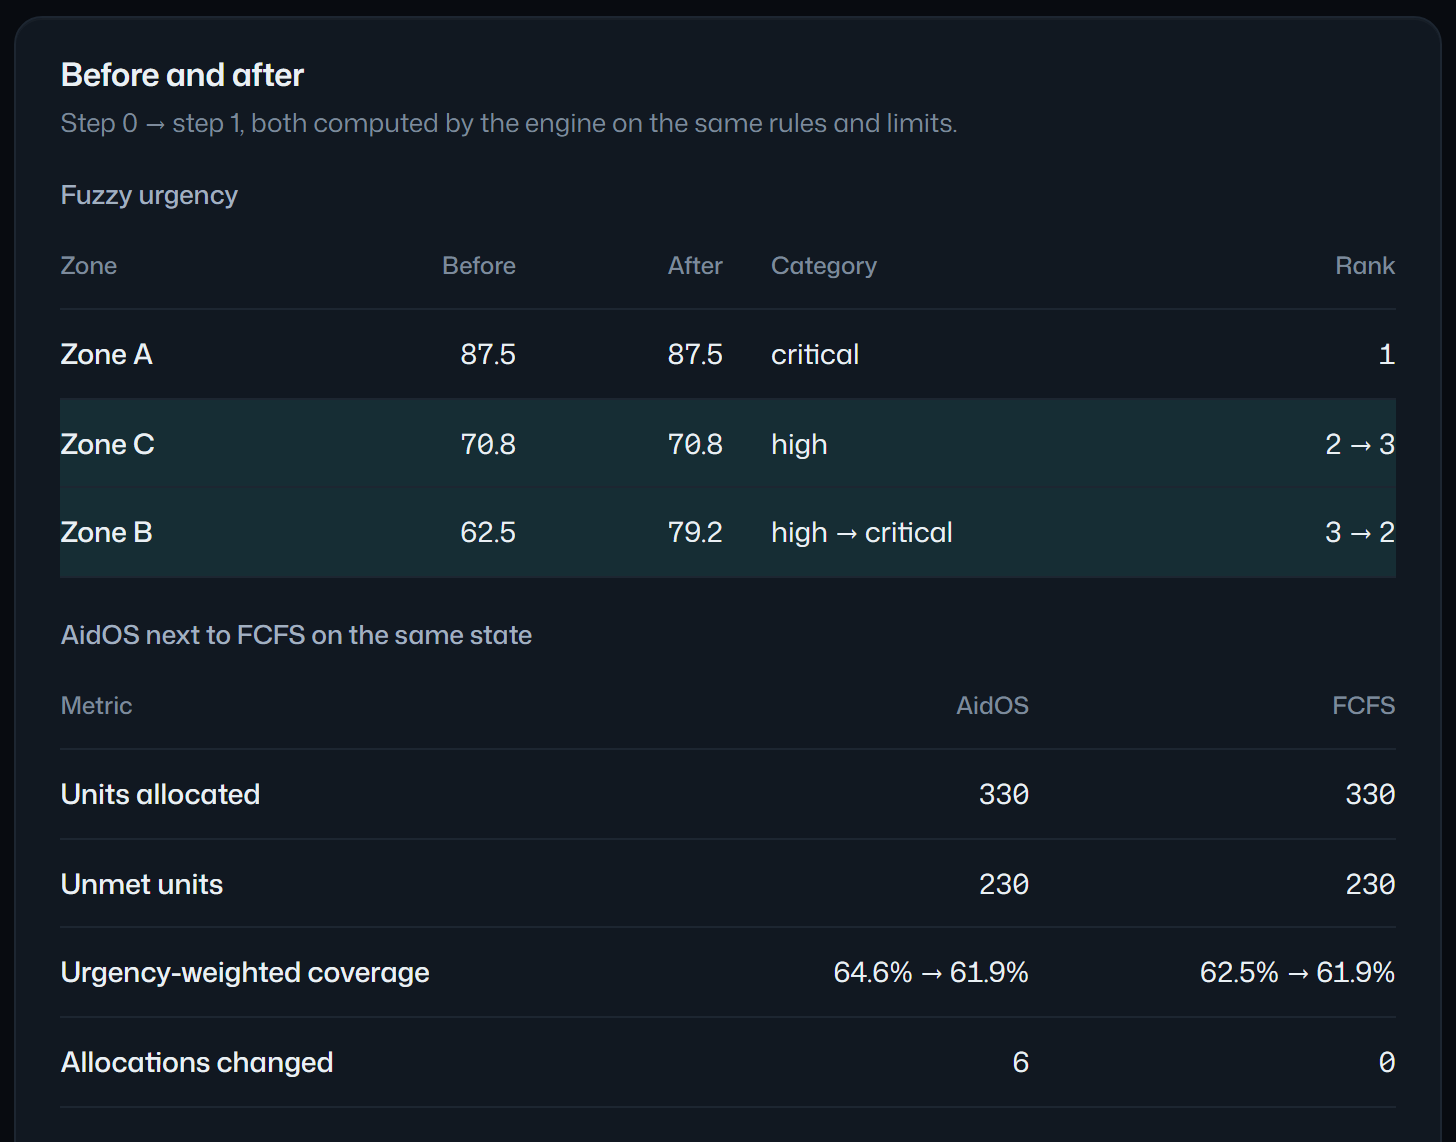 Before and after
Step 0 → step 1, both computed by the engine on the same rules and limits.
Fuzzy urgency
Zone Before After Category Rank
Zone A 87.5 87.5 critical 1
Zone C 70.8 70.8 high 2 → 3
Zone B 62.5 79.2 high → critical 3 → 2
AidOS next to FCFS on the same state
Metric AidOS FCFS
Units allocated 330 330
Unmet units 230 230
Urgency-weighted coverage 64.6% → 61.9% 62.5% → 61.9%
Allocations changed 6 0